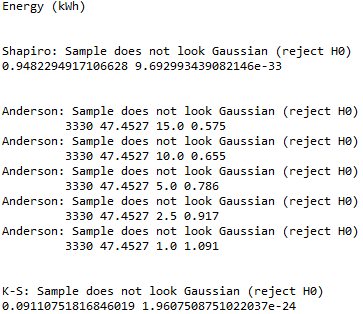 Energy (kWh)
Shapiro: Sample does not look Gaussian (reject H0)
0.9482294917106628 9.692993439082146e-33
Anderson: Sample does not look Gaussian (reject H0)
3330 47.4527 15.0 0.575
Anderson: Sample does not look Gaussian (reject H0)
3330 47.4527 10.0 0.655
Anderson: Sample does not look Gaussian (reject H0)
3330 47.4527 5.0 0.786
Anderson: Sample does not look Gaussian (reject H0)
3330 47.4527 2.5 0.917
Anderson: Sample does not look Gaussian (reject H0)
3330 47.4527 1.0 1.091
K-S: Sample does not look Gaussian (reject H0)
0.09110751816846019 1.9607508751022037e-24